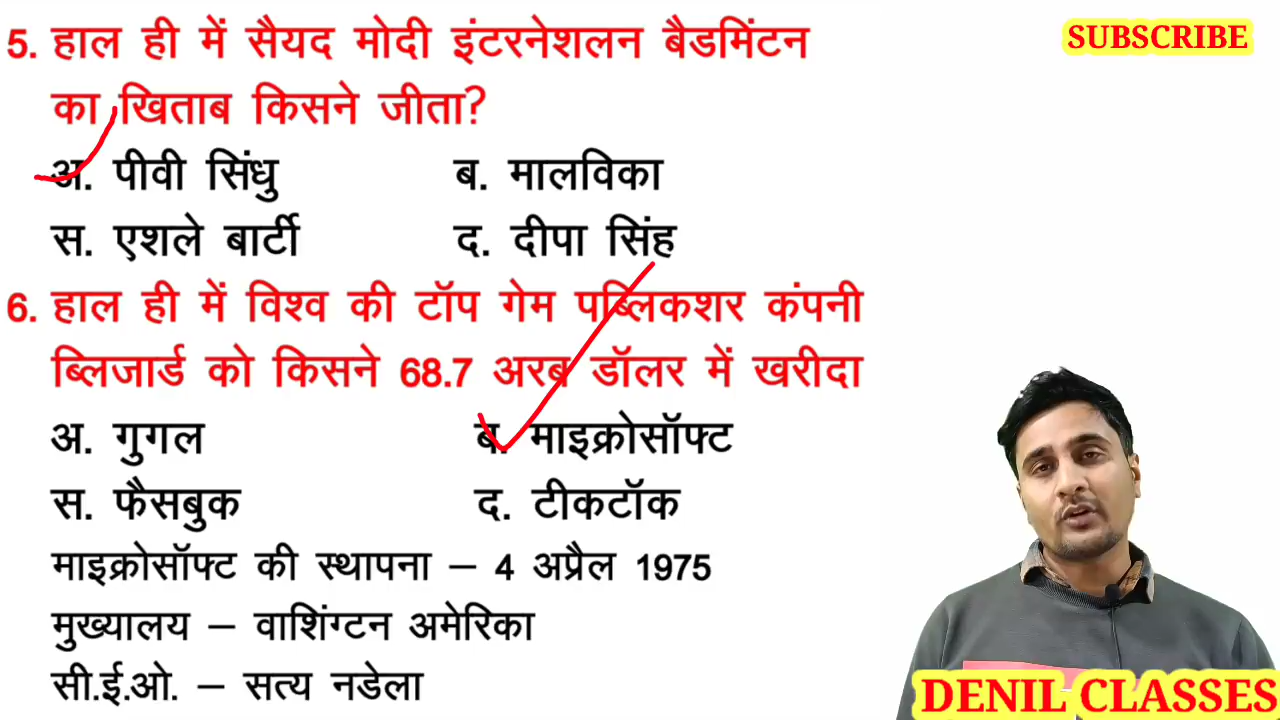 5. हाल ही में सैयद मोदी इंटरनेशलन बैडमिंटन
का खिताब किसने जीता?
अ. पीवी सिंधु ब. मालविका
स. एशले बार्टी द. दीपा सिंह
6. हाल ही में विश्व की टॉप गेम पब्लिकशर कंपनी
ब्लिजार्ड को किसने 68.7 अरब डॉलर में खरीदा
अ. गुगल ब. माइक्रोसॉफ्ट
स. फैसबुक द. टीकटॉक
माइक्रोसॉफ्ट की स्थापना – 4 अप्रैल 1975
मुख्यालय – वाशिंग्टन अमेरिका
सी.ई.ओ. – सत्य नडेला
SUBSCRIBE
DENIL CLASSES